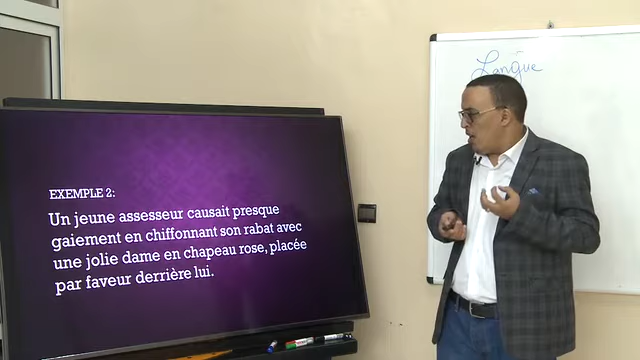 Langue
EXEMPLE 2:
Un jeune assesseur causait presque
gaiement en chiffonnant son rabat avec
une jolie dame en chapeau rose, placée
par faveur derrière lui.